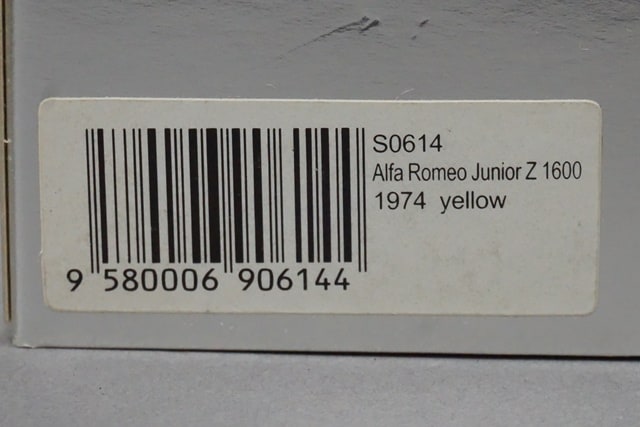 S0614
Alfa Romeo Junior Z 1600
1974 yellow
9 580006 906144